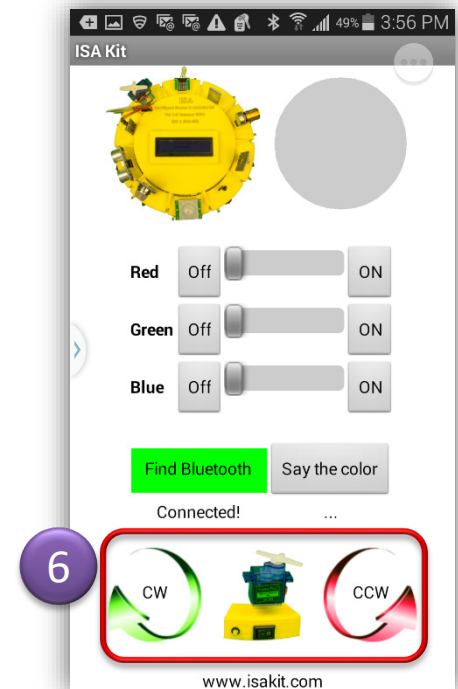 49% 3:56 PM
ISA Kit
ISA
Red Off ON
Green Off ON
Blue Off ON
Find Bluetooth Say the color
Connected! ...
6
CW CCW
www.isakit.com